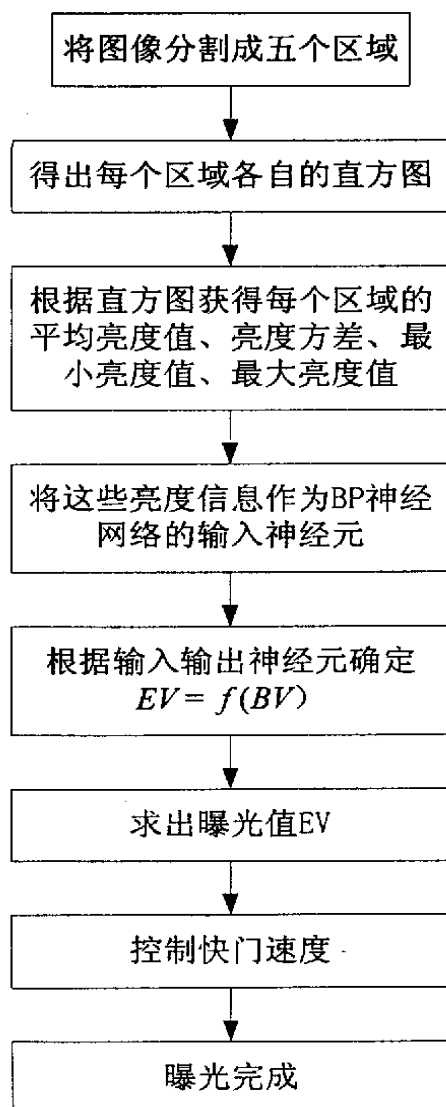 将图像分割成五个区域
得出每个区域各自的直方图
根据直方图获得每个区域的
平均亮度值、亮度方差、最
小亮度值、最大亮度值
将这些亮度信息作为BP神经
网络的输入神经元
根据输入输出神经元确定
EV = f(BV)
求出曝光值EV
控制快门速度
曝光完成